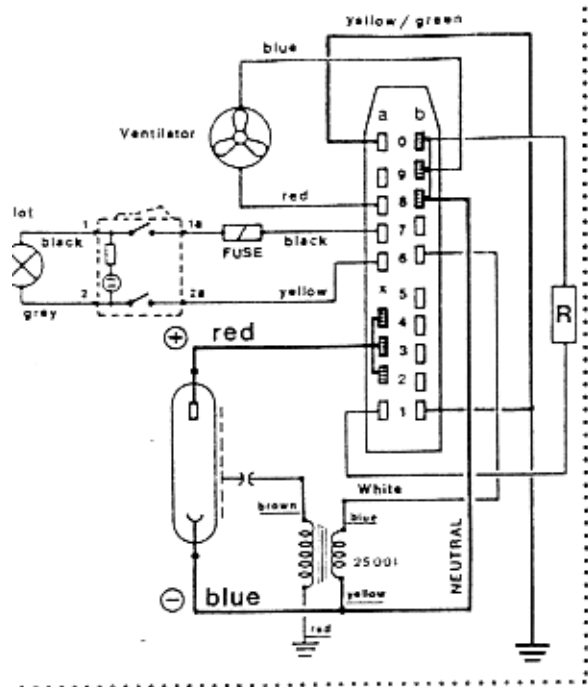 yellow / green
blue
a b
Ventilator
0
9
red
8
lot
1
1a
7
black
FUSE
black
6
2
2a
yellow
x
5
grey
+ red
4
3
R
2
1
White
brown
blue
25001
NEUTRAL
− blue
yellow
red